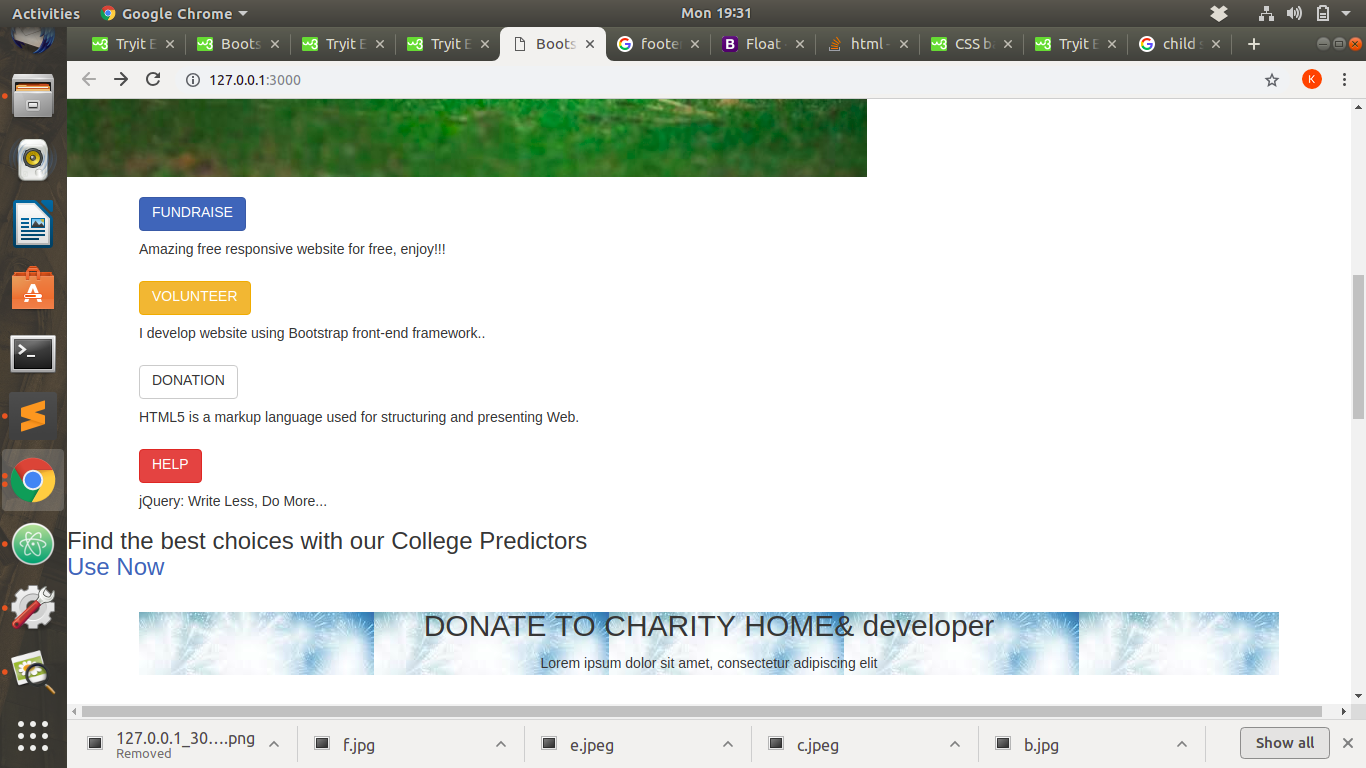 Activities
Google Chrome
Mon 19:31
Tryit E
Boots
Tryit E
Tryit E
Boots
foote
Float
html -
CSS b
Tryit E
child s
127.0.0.1:3000
K
FUNDRAISE
Amazing free responsive website for free, enjoy!!!
VOLUNTEER
I develop website using Bootstrap front-end framework..
DONATION
HTML5 is a markup language used for structuring and presenting Web.
HELP
jQuery: Write Less, Do More...
Find the best choices with our College Predictors
Use Now
DONATE TO CHARITY HOME& developer
Lorem ipsum dolor sit amet, consectetur adipiscing elit
127.0.0.1_30....png
Removed
f.jpg
e.jpeg
c.jpeg
b.jpg
Show all